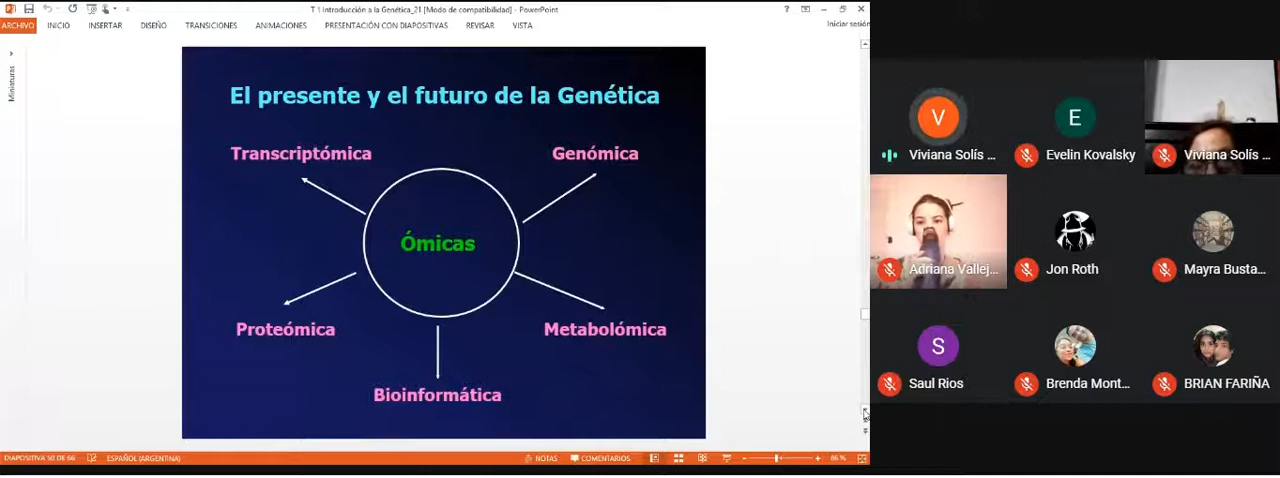 T 1 Introducción a la Genética_21 [Modo de compatibilidad] - PowerPoint
ARCHIVO INICIO INSERTAR DISEÑO TRANSICIONES ANIMACIONES PRESENTACIÓN CON DIAPOSITIVAS REVISAR VISTA
Iniciar sesión
Miniaturas
El presente y el futuro de la Genética
Transcriptómica
Genómica
Ómicas
Proteómica
Metabolómica
Bioinformática
DIAPOSITIVA 50 DE 66 ESPAÑOL (ARGENTINA) NOTAS COMENTARIOS 86 %
V
Viviana Solís ...
E
Evelin Kovalsky
Viviana Solís ...
Adriana Vallej...
Jon Roth
Mayra Busta...
S
Saul Rios
Brenda Mont...
BRIAN FARIÑA